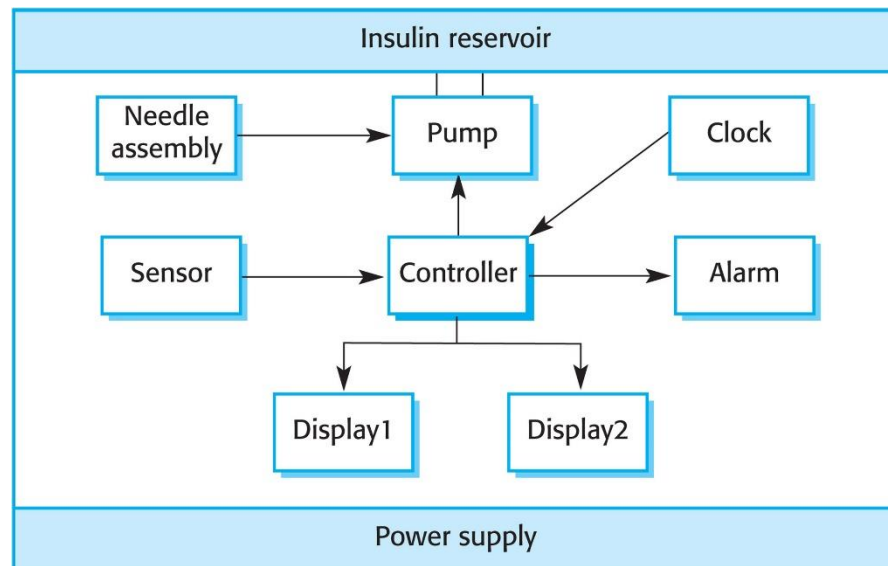 Insulin reservoir
Needle
assembly
Pump
Clock
Sensor
Controller
Alarm
Display1
Display2
Power supply